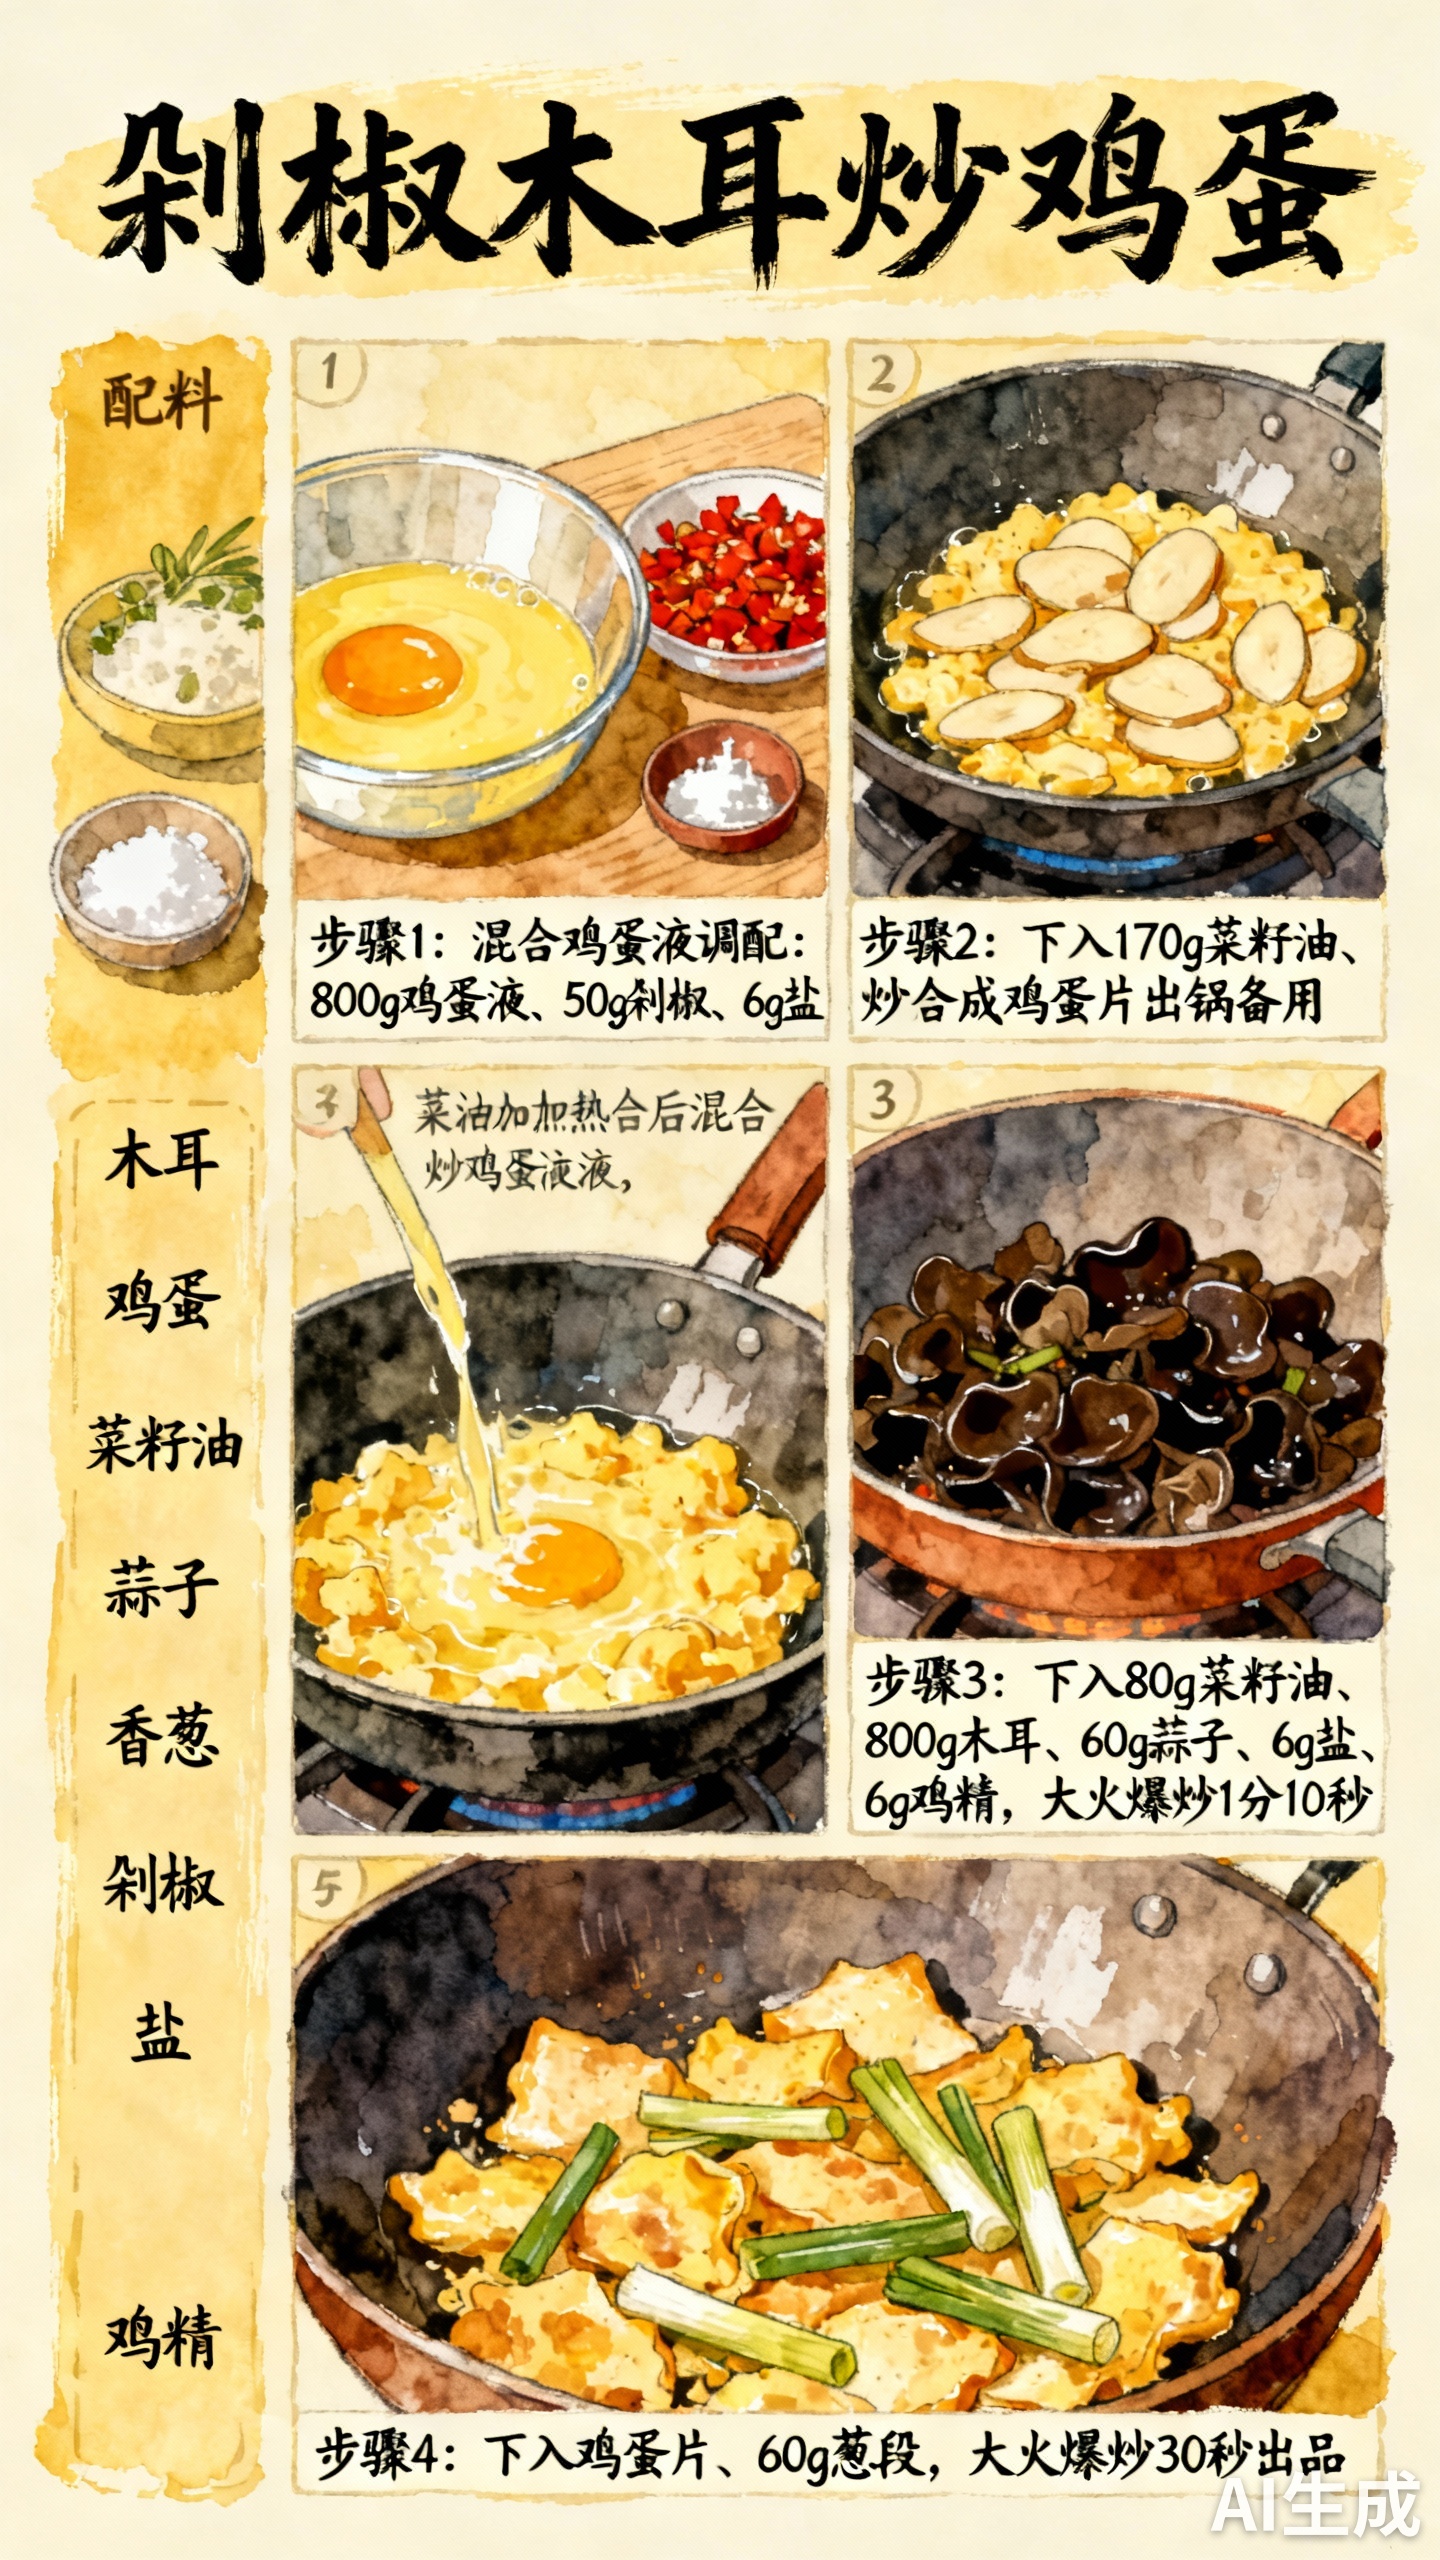 剁椒木耳炒鸡蛋
配料
木耳
鸡蛋
菜籽油
蒜子
香葱
剁椒
盐
鸡精
1
步骤1：混合鸡蛋液调配：
800g鸡蛋液、50g剁椒、6g盐
2
步骤2：下入170g菜籽油、
炒合成鸡蛋片出锅备用
菜油加加热合后混合
炒鸡蛋液液，
3
步骤3：下入80g菜籽油、
800g木耳、60g蒜子、6g盐、
6g鸡精，大火爆炒1分10秒
5
步骤4：下入鸡蛋片、60g葱段，大火爆炒30秒出品
AI生成